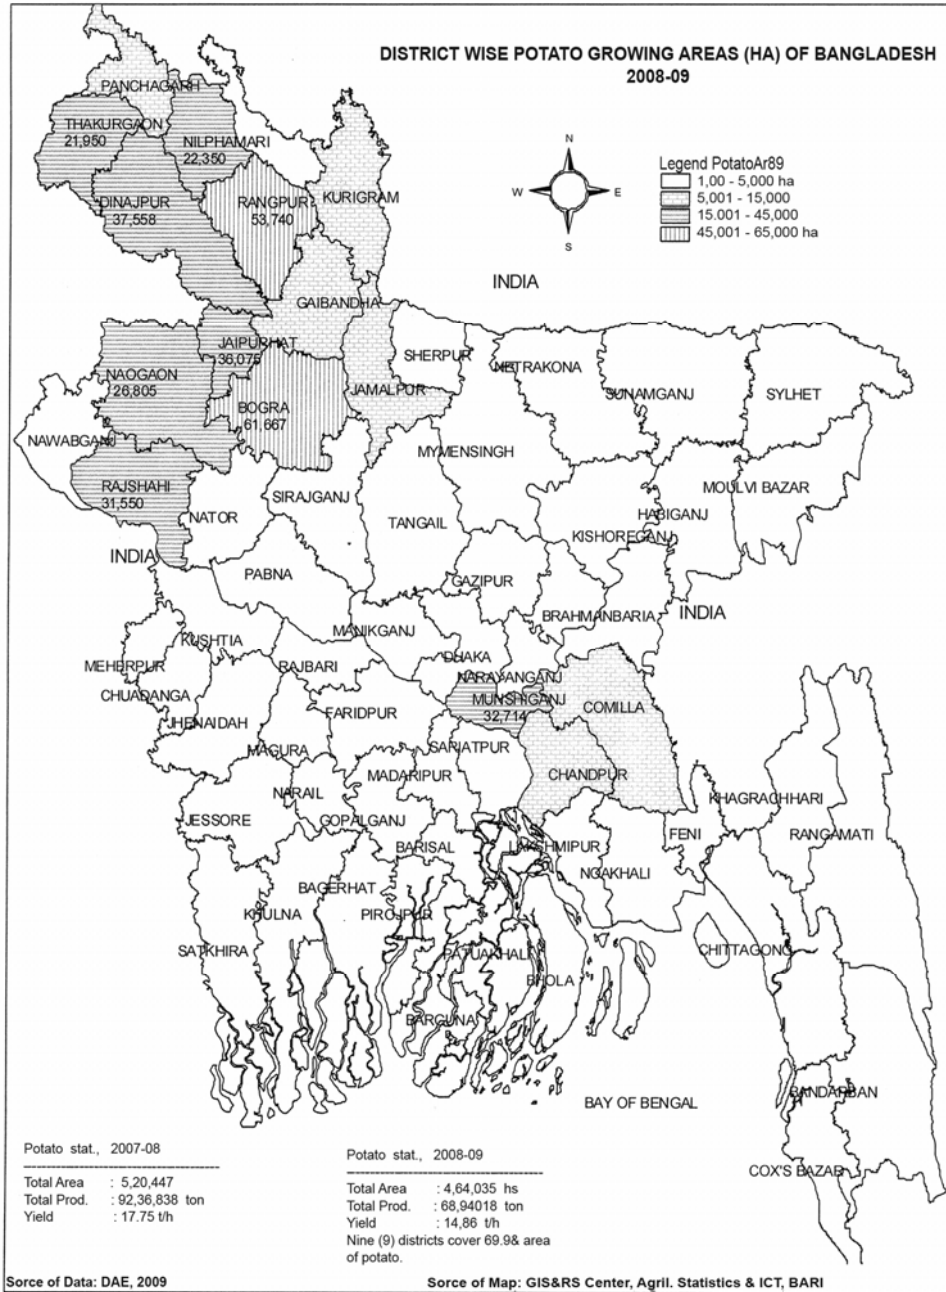 DISTRICT WISE POTATO GROWING AREAS (HA) OF BANGLADESH
2008-09
N
W
E
S
Legend PotatoAr89
1,00 - 5,000 ha
5,001 - 15,000
15.001 - 45,000
45,001 - 65,000 ha
PANCHAGARH
THAKURGAON
21,950
NILPHAMARI
22,350
DINAJPUR
37,558
RANGPUR
53,740
KURIGRAM
INDIA
GAIBANDHA
JAIPURHAT
36,075
SHERPUR
NETRAKONA
SUNAMGANJ
SYLHET
NAOGAON
26,805
JAMALPUR
BOGRA
61,667
NAWABGANJ
MYMENSINGH
RAJSHAHI
31,550
SIRAJGANJ
MOULVI BAZAR
NATOR
TANGAIL
HABIGANJ
KISHOREGANJ
INDIA
PABNA
GAZIPUR
BRAHMANBARIA
INDIA
MANIKGANJ
KUSHTIA
DHAKA
MEHERPUR
RAJBARI
NARAYANGANJ
CHUADANGA
MUNSHIGANJ
32,714
COMILLA
JHENAIDAH
FARIDPUR
MAGURA
SARIATPUR
MADARIPUR
CHANDPUR
NARAIL
KHAGRACHHARI
JESSORE
GOPALGANJ
RANGAMATI
BARISAL
LAKSHMIPUR
FENI
NOAKHALI
BAGERHAT
KHULNA
PIROJPUR
SATKHIRA
PATUAKHALI
CHITTAGONG
BHOLA
BARGUNA
BANDARBAN
BAY OF BENGAL
COX'S BAZAR
Potato stat., 2007-08
Total Area : 5,20,447
Total Prod. : 92,36,838 ton
Yield : 17.75 t/h
Potato stat., 2008-09
Total Area : 4,64,035 hs
Total Prod. : 68,94018 ton
Yield : 14,86 t/h
Nine (9) districts cover 69.9& area
of potato.
Sorce of Data: DAE, 2009
Sorce of Map: GIS&RS Center, Agril. Statistics & ICT, BARI